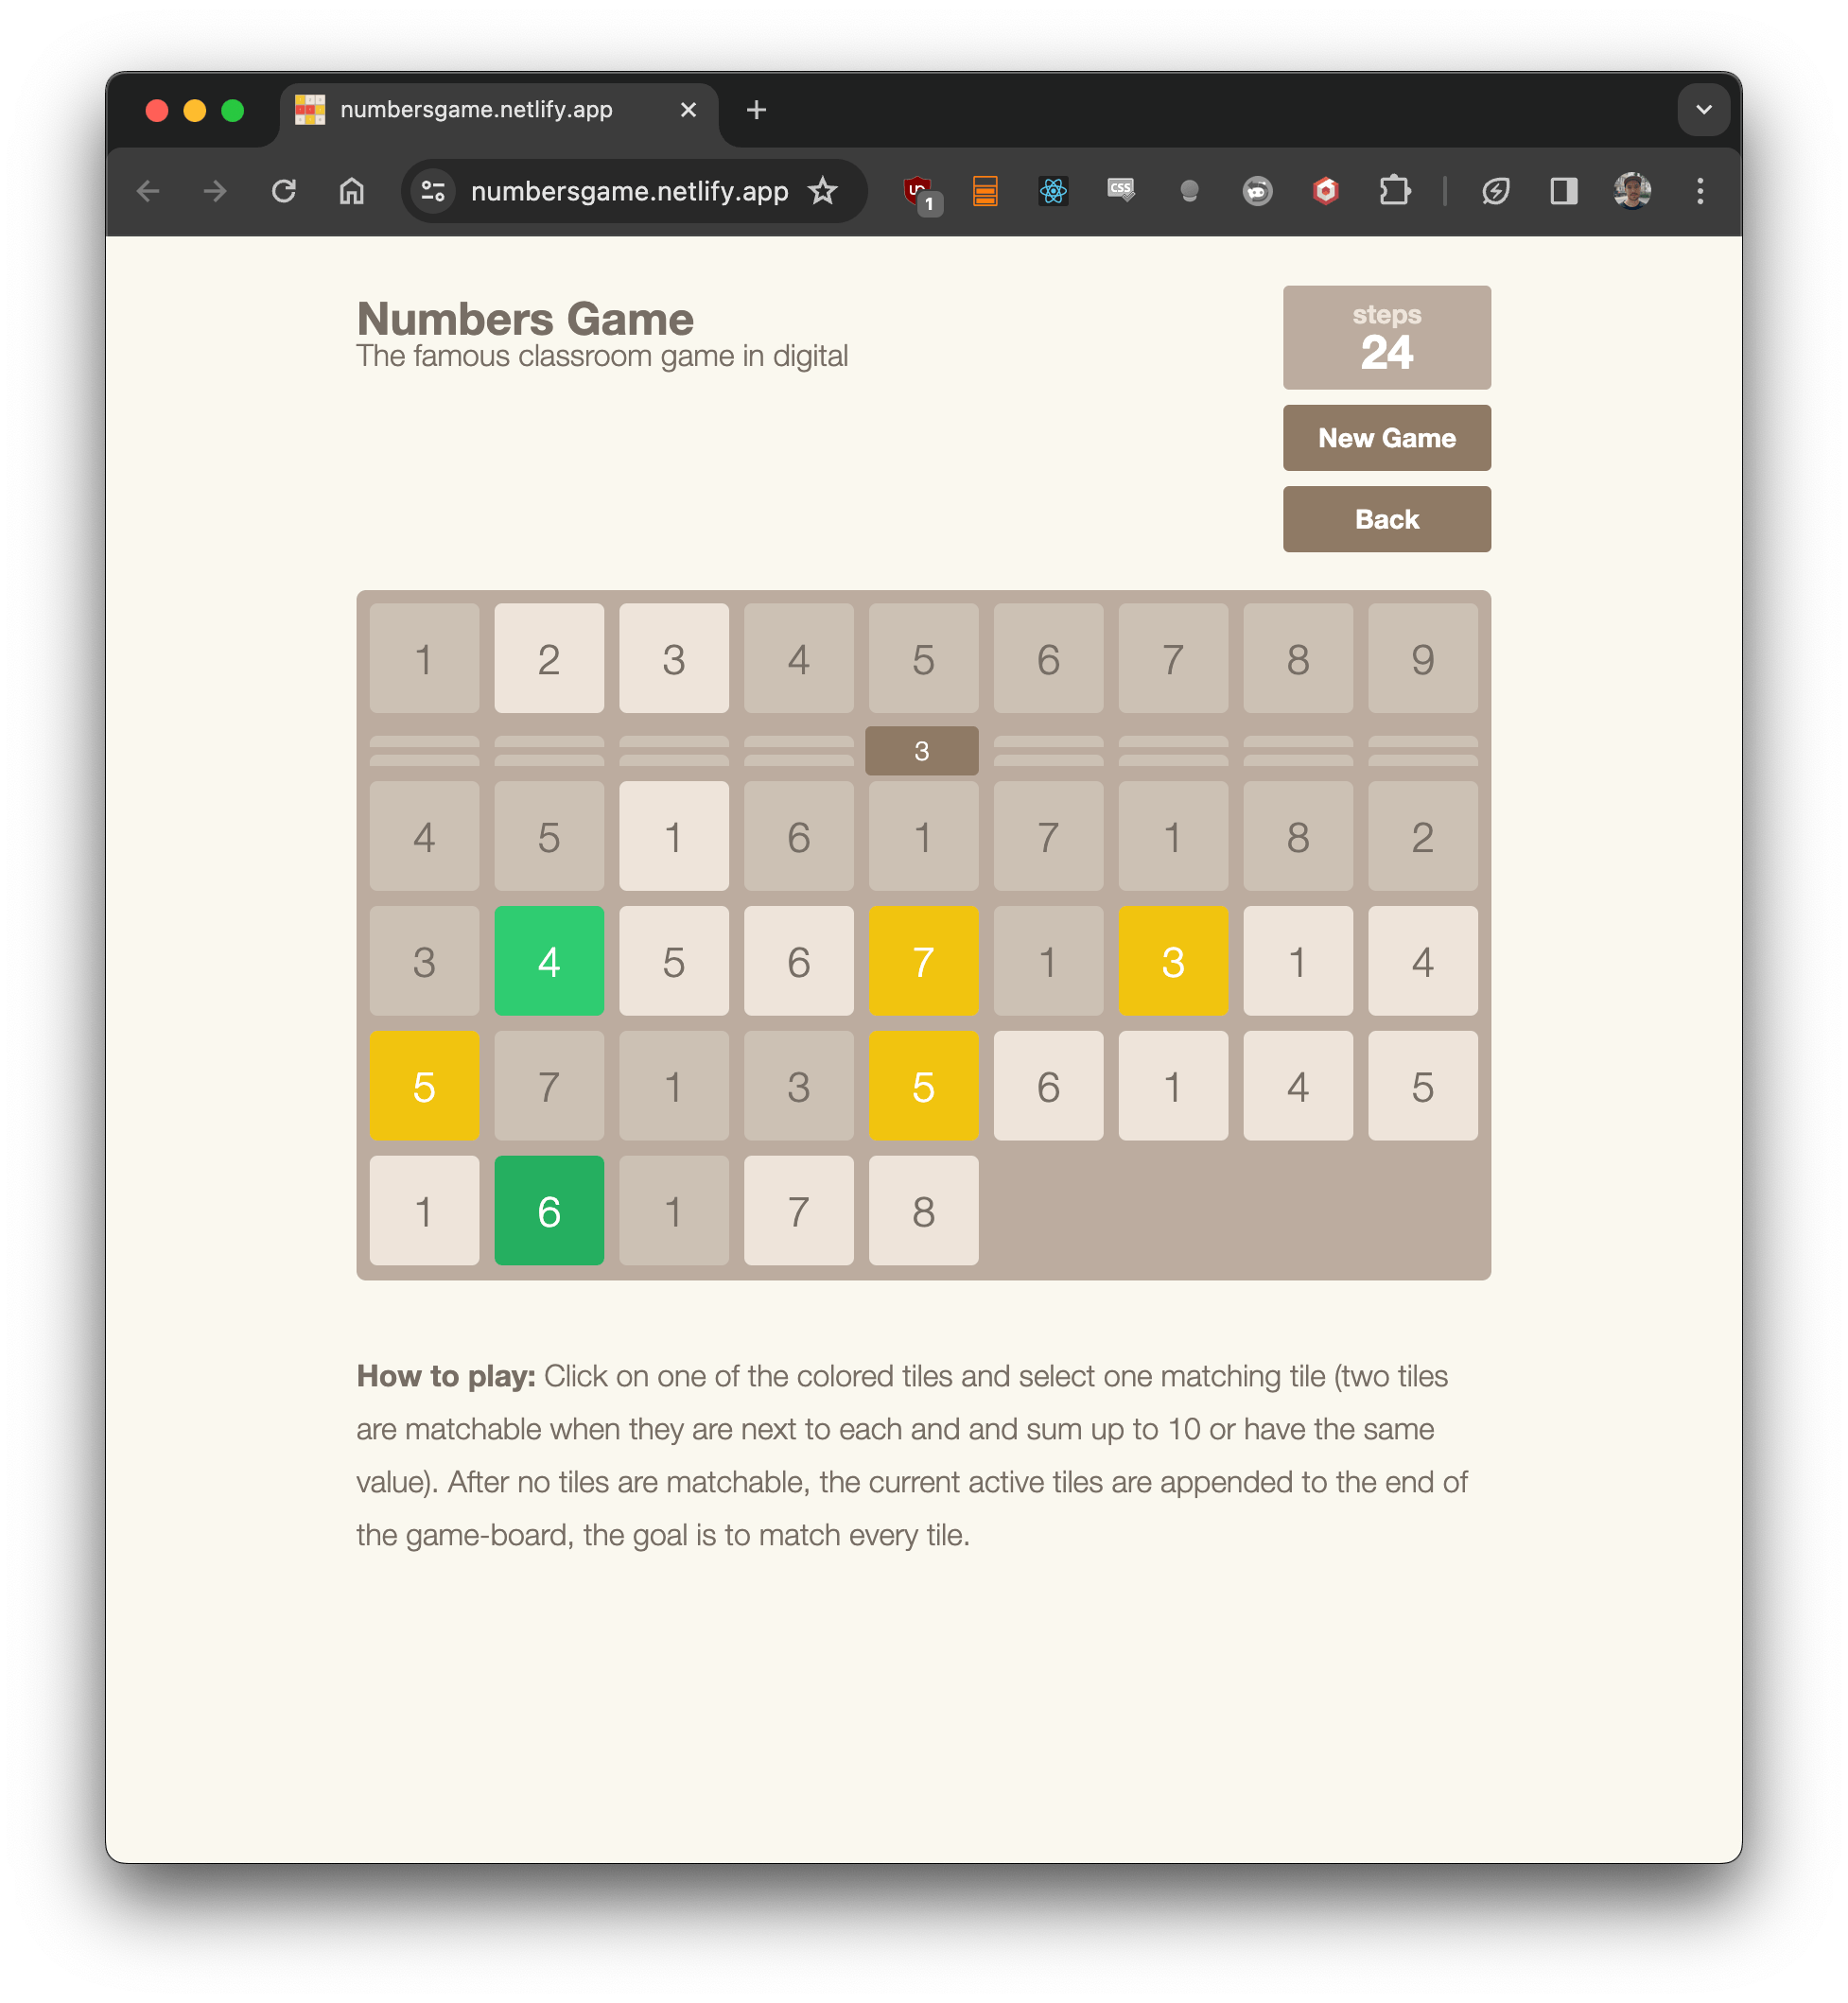 numbersgame.netlify.app
numbersgame.netlify.app
1
CSS
Numbers Game
The famous classroom game in digital
steps
24
New Game
Back
1 2 3 4 5 6 7 8 9
3
4 5 1 6 1 7 1 8 2
3 4 5 6 7 1 3 1 4
5 7 1 3 5 6 1 4 5
1 6 1 7 8
How to play: Click on one of the colored tiles and select one matching tile (two tiles
are matchable when they are next to each and and sum up to 10 or have the same
value). After no tiles are matchable, the current active tiles are appended to the end of
the game-board, the goal is to match every tile.